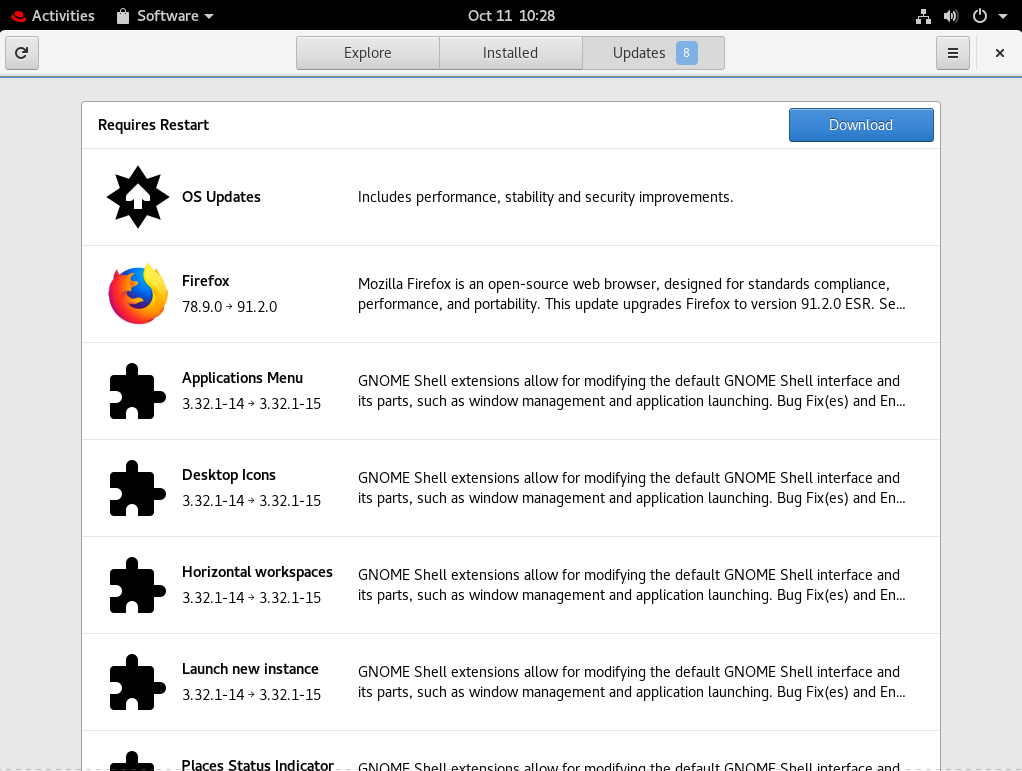 Activities Software Oct 11 10:28
Explore Installed Updates 8
Requires Restart Download
OS Updates Includes performance, stability and security improvements.
Firefox
78.9.0 → 91.2.0
Mozilla Firefox is an open-source web browser, designed for standards compliance,
performance, and portability. This update upgrades Firefox to version 91.2.0 ESR. Se…
Applications Menu
3.32.1-14 → 3.32.1-15
GNOME Shell extensions allow for modifying the default GNOME Shell interface and
its parts, such as window management and application launching. Bug Fix(es) and En…
Desktop Icons
3.32.1-14 → 3.32.1-15
GNOME Shell extensions allow for modifying the default GNOME Shell interface and
its parts, such as window management and application launching. Bug Fix(es) and En…
Horizontal workspaces
3.32.1-14 → 3.32.1-15
GNOME Shell extensions allow for modifying the default GNOME Shell interface and
its parts, such as window management and application launching. Bug Fix(es) and En…
Launch new instance
3.32.1-14 → 3.32.1-15
GNOME Shell extensions allow for modifying the default GNOME Shell interface and
its parts, such as window management and application launching. Bug Fix(es) and En…
Places Status Indicator
GNOME Shell extensions allow for modifying the default GNOME Shell interface and